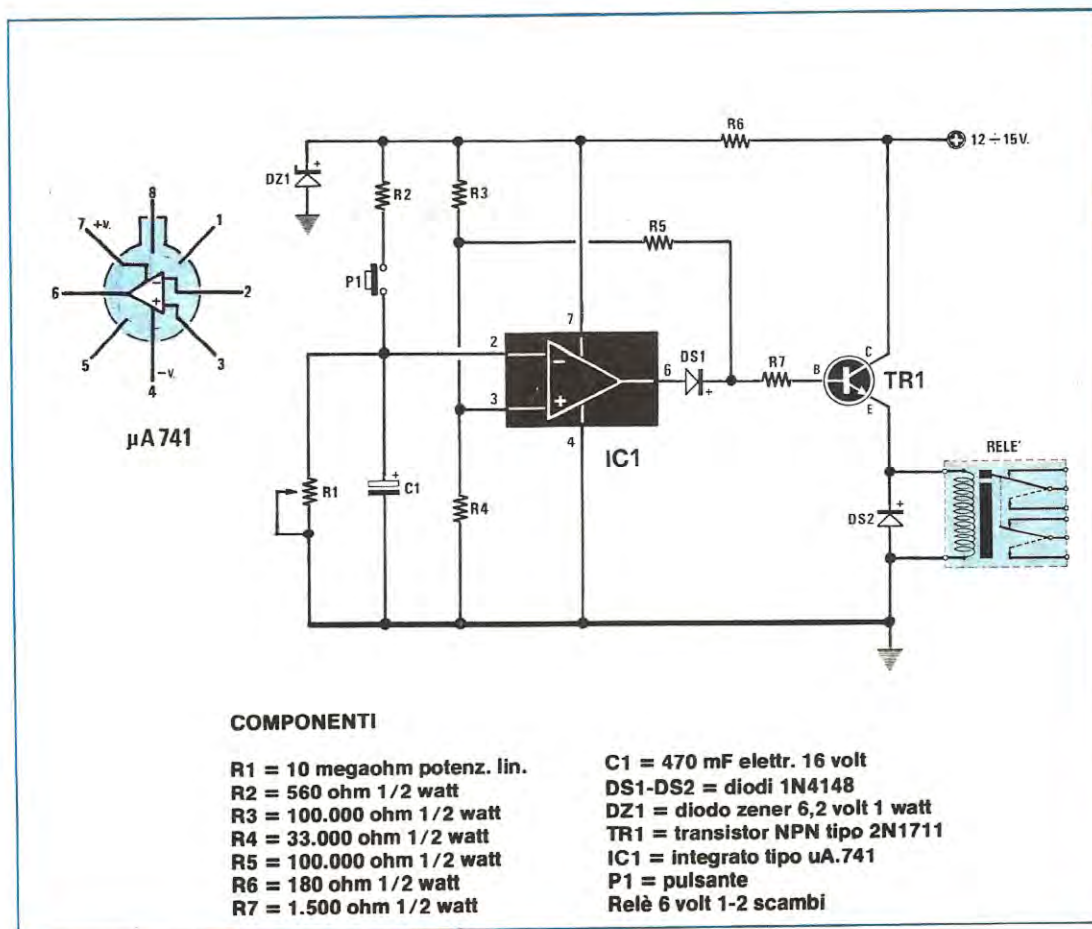 R6
12 ÷ 15V.
DZ1
+
R2
R3
R5
C
8
7 +v.
1
P1
6
2
−
+
2
−
7
6
DS1
+
R7
B
TR1
5
3
3
+
4
E
4
−v.
IC1
RELE'
µA741
R1
+
C1
R4
DS2
+
COMPONENTI
R1 = 10 megaohm potenz. lin.
R2 = 560 ohm 1/2 watt
R3 = 100.000 ohm 1/2 watt
R4 = 33.000 ohm 1/2 watt
R5 = 100.000 ohm 1/2 watt
R6 = 180 ohm 1/2 watt
R7 = 1.500 ohm 1/2 watt
C1 = 470 mF elettr. 16 volt
DS1-DS2 = diodi 1N4148
DZ1 = diodo zener 6,2 volt 1 watt
TR1 = transistor NPN tipo 2N1711
IC1 = integrato tipo uA.741
P1 = pulsante
Relè 6 volt 1-2 scambi